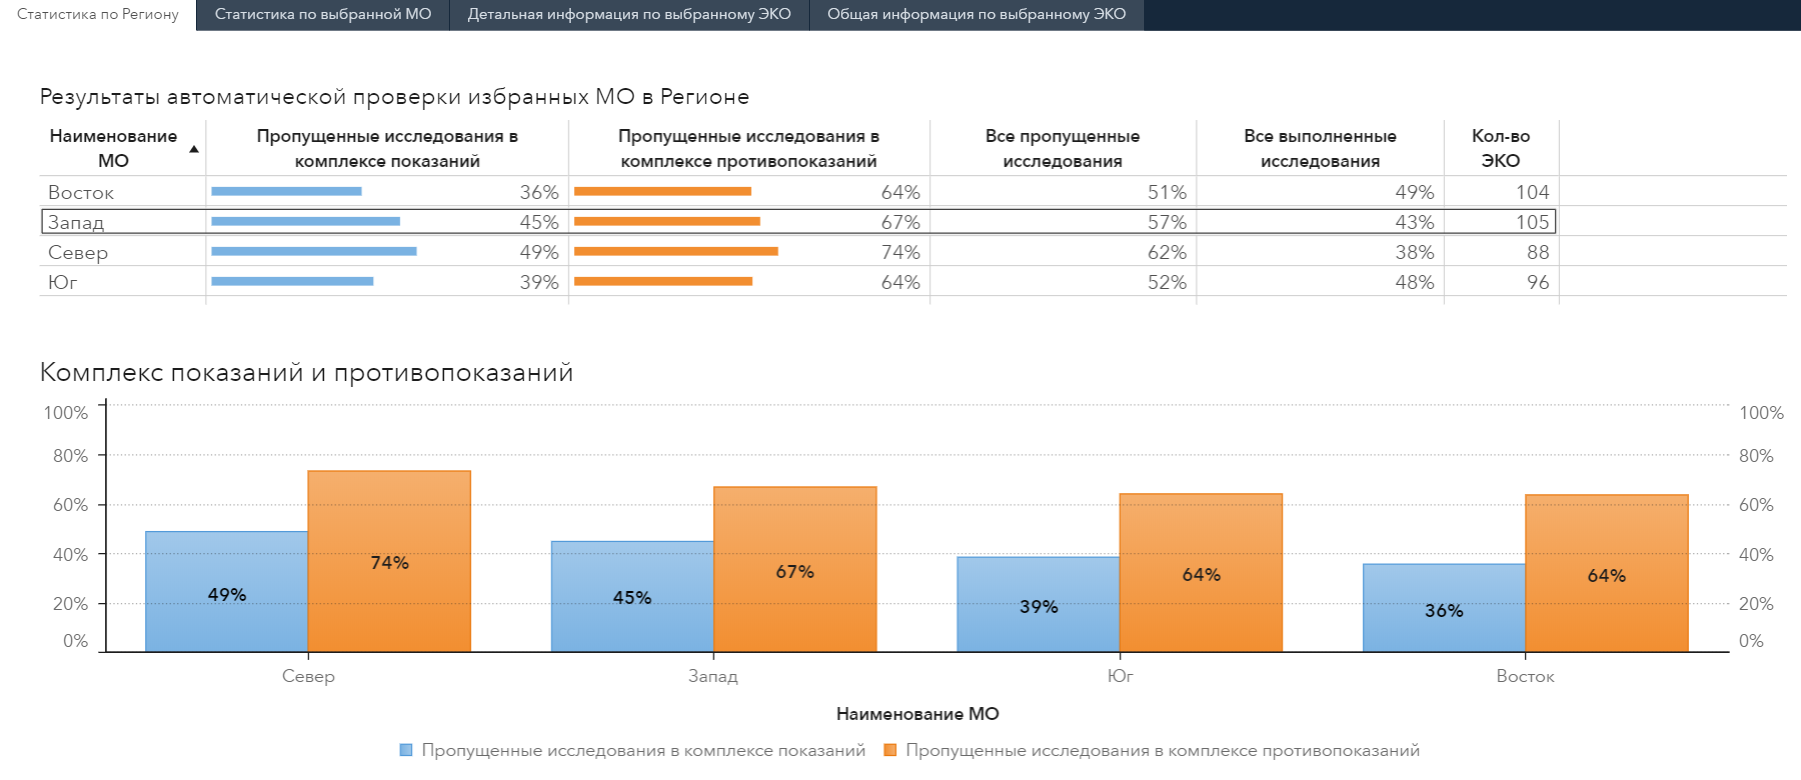 Статистика по Региону Статистика по выбранной МО Детальная информация по выбранному ЭКО Общая информация по выбранному ЭКО
Результаты автоматической проверки избранных МО в Регионе
Наименование МО ▲ Пропущенные исследования в комплексе показаний Пропущенные исследования в комплексе противопоказаний Все пропущенные исследования Все выполненные исследования Кол-во ЭКО
Восток 36% 64% 51% 49% 104
Запад 45% 67% 57% 43% 105
Север 49% 74% 62% 38% 88
Юг 39% 64% 52% 48% 96
Комплекс показаний и противопоказаний
100% 100%
80% 80%
60% 60%
40% 40%
20% 20%
0% 0%
49% 74% 45% 67% 39% 64% 36% 64%
Север Запад Юг Восток
Наименование МО
Пропущенные исследования в комплексе показаний Пропущенные исследования в комплексе противопоказаний